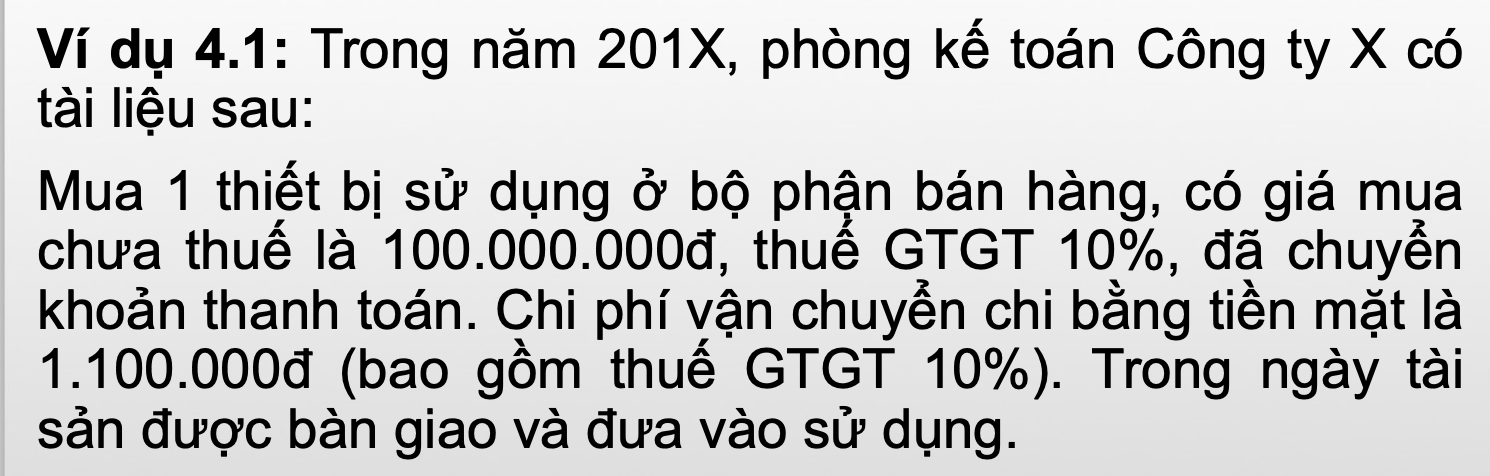 Ví dụ 4.1: Trong năm 201X, phòng kế toán Công ty X có
tài liệu sau:
Mua 1 thiết bị sử dụng ở bộ phận bán hàng, có giá mua
chưa thuế là 100.000.000đ, thuế GTGT 10%, đã chuyển
khoản thanh toán. Chi phí vận chuyển chi bằng tiền mặt là
1.100.000đ (bao gồm thuế GTGT 10%). Trong ngày tài
sản được bàn giao và đưa vào sử dụng.